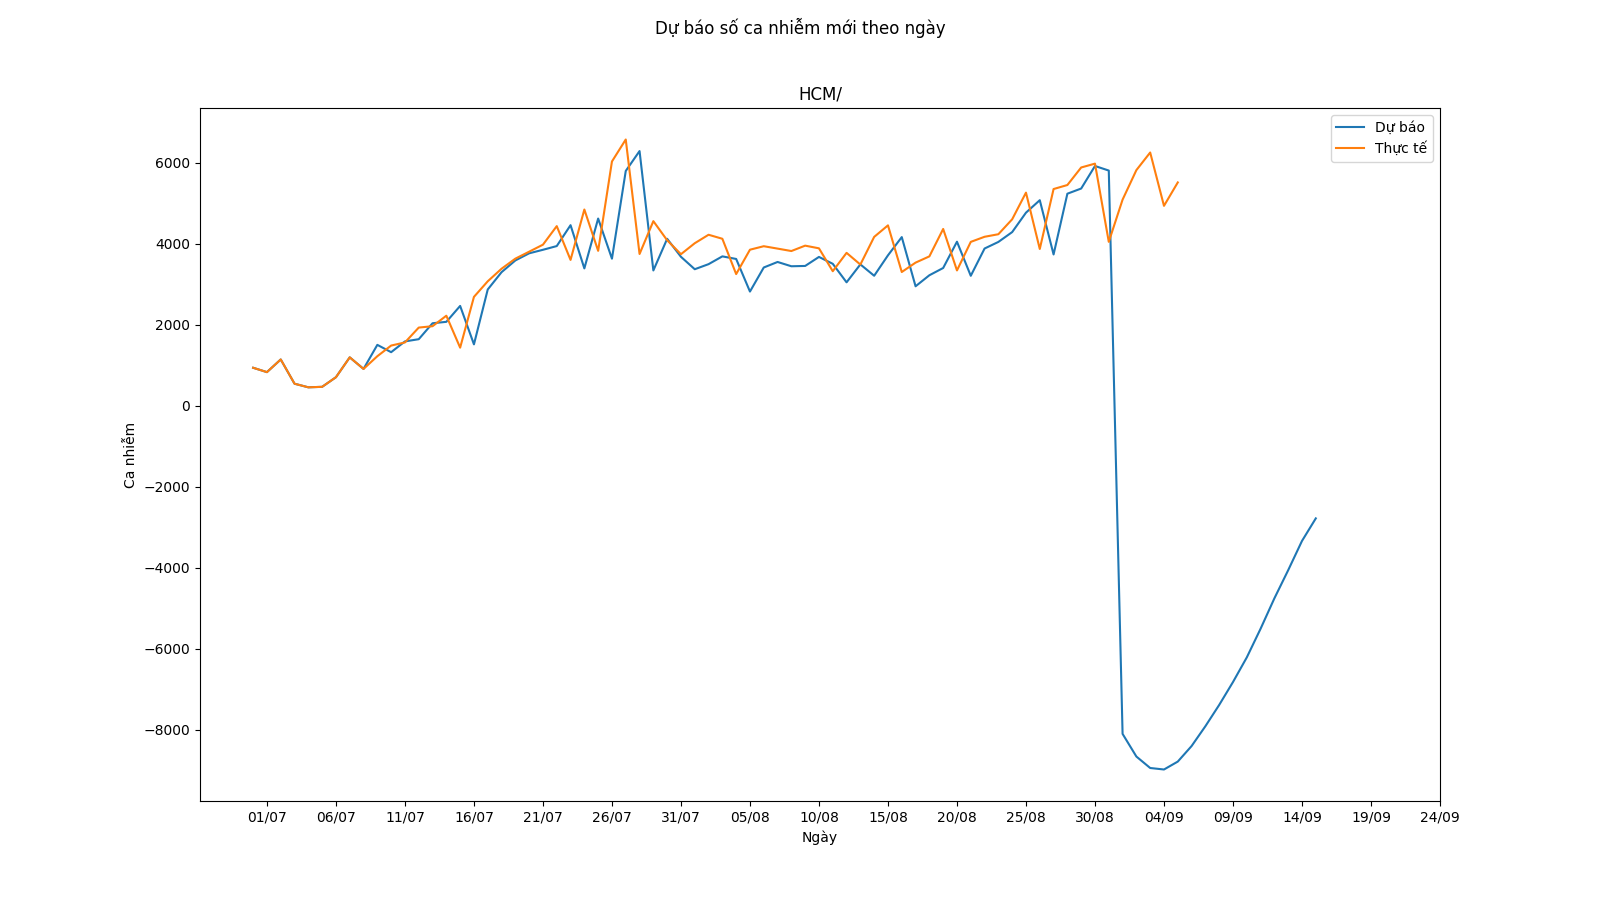 Dự báo số ca nhiễm mới theo ngày
HCM/
Dự báo
Thực tế
6000
4000
2000
0
−2000
−4000
−6000
−8000
Ca nhiễm
01/07 06/07 11/07 16/07 21/07 26/07 31/07 05/08 10/08 15/08 20/08 25/08 30/08 04/09 09/09 14/09 19/09 24/09
Ngày